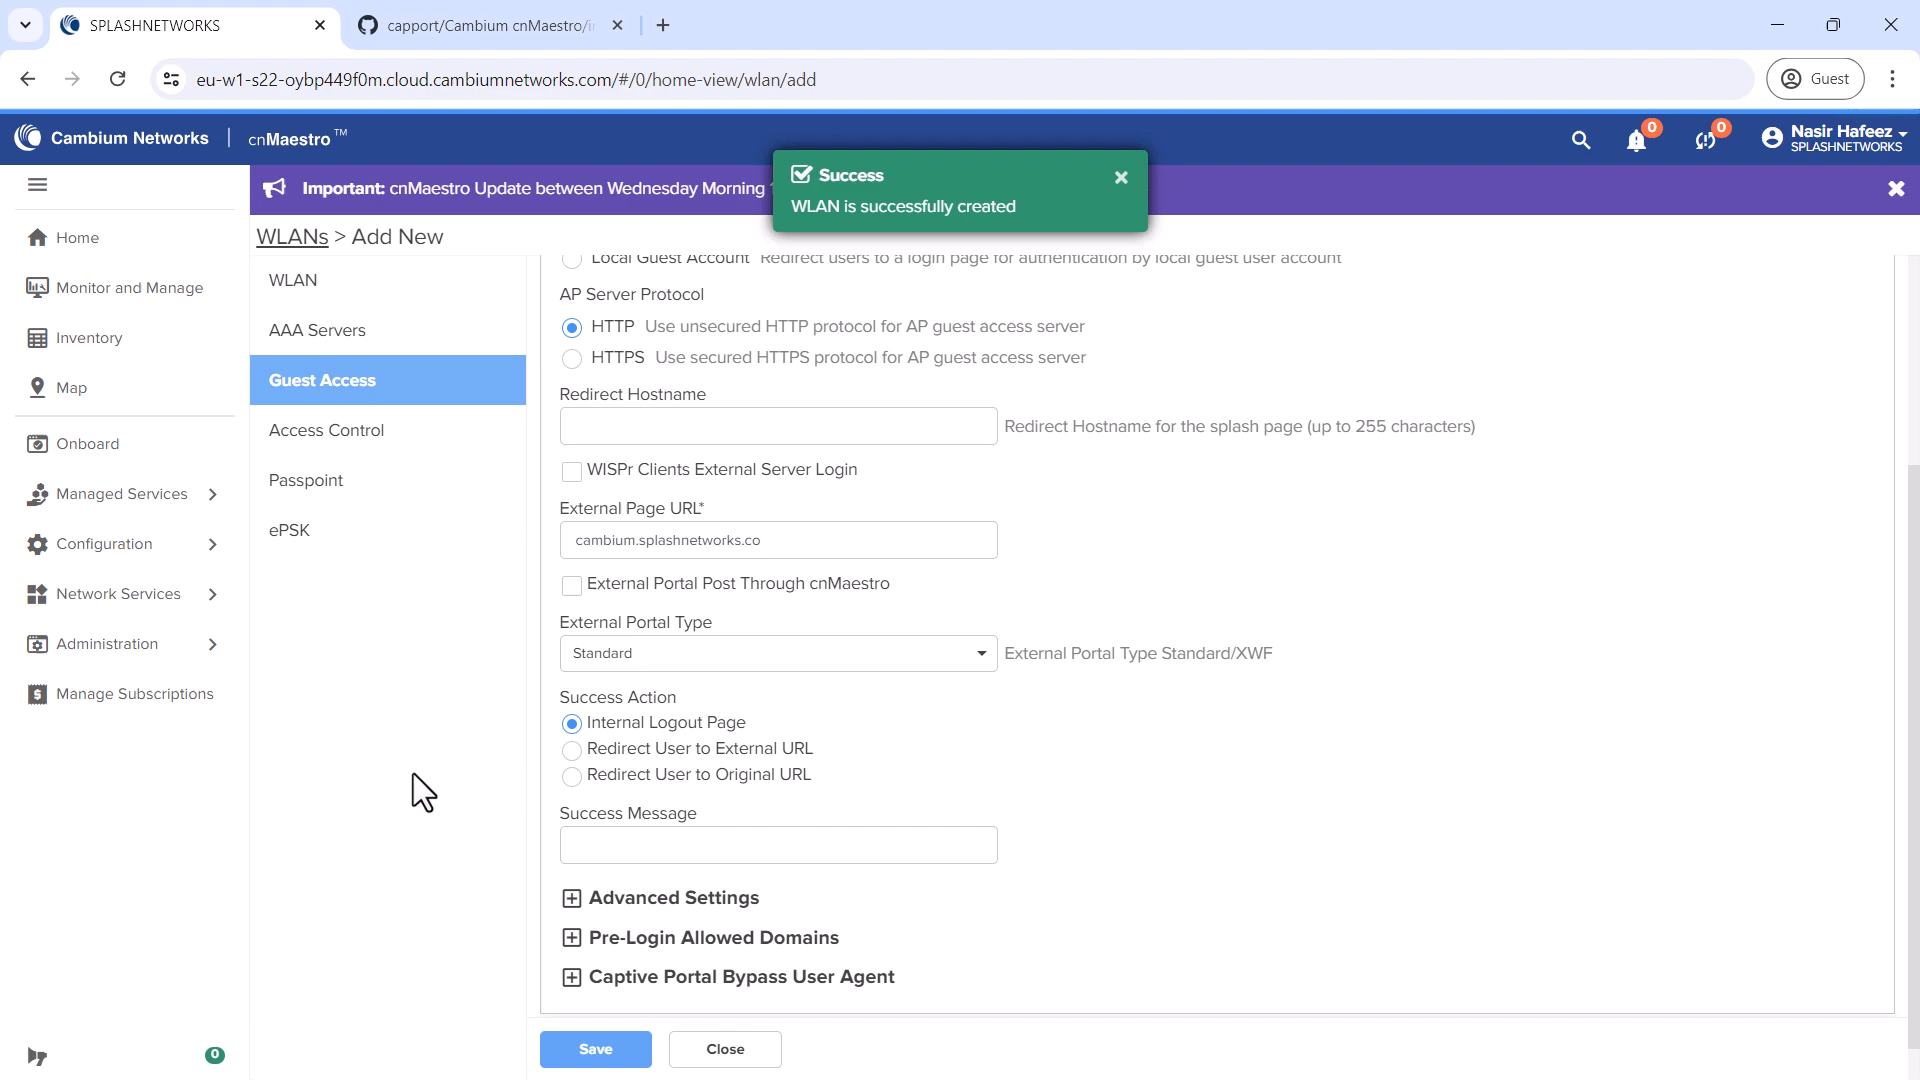 SPLASHNETWORKS
capport/Cambium cnMaestro/i
eu-w1-s22-oybp449f0m.cloud.cambiumnetworks.com/#/0/home-view/wlan/add
Guest
Cambium Networks | cnMaestro™
0
0
Nasir Hafeez
SPLASHNETWORKS
Important: cnMaestro Update between Wednesday Morning
Success
WLAN is successfully created
WLANs > Add New
Home
Monitor and Manage
Inventory
Map
Onboard
Managed Services
Configuration
Network Services
Administration
Manage Subscriptions
0
WLAN
AAA Servers
Guest Access
Access Control
Passpoint
ePSK
Local Guest Account Redirect users to a login page for authentication by local guest user account
AP Server Protocol
HTTP Use unsecured HTTP protocol for AP guest access server
HTTPS Use secured HTTPS protocol for AP guest access server
Redirect Hostname
Redirect Hostname for the splash page (up to 255 characters)
WISPr Clients External Server Login
External Page URL*
cambium.splashnetworks.co
External Portal Post Through cnMaestro
External Portal Type
Standard
External Portal Type Standard/XWF
Success Action
Internal Logout Page
Redirect User to External URL
Redirect User to Original URL
Success Message
Advanced Settings
Pre-Login Allowed Domains
Captive Portal Bypass User Agent
Save
Close